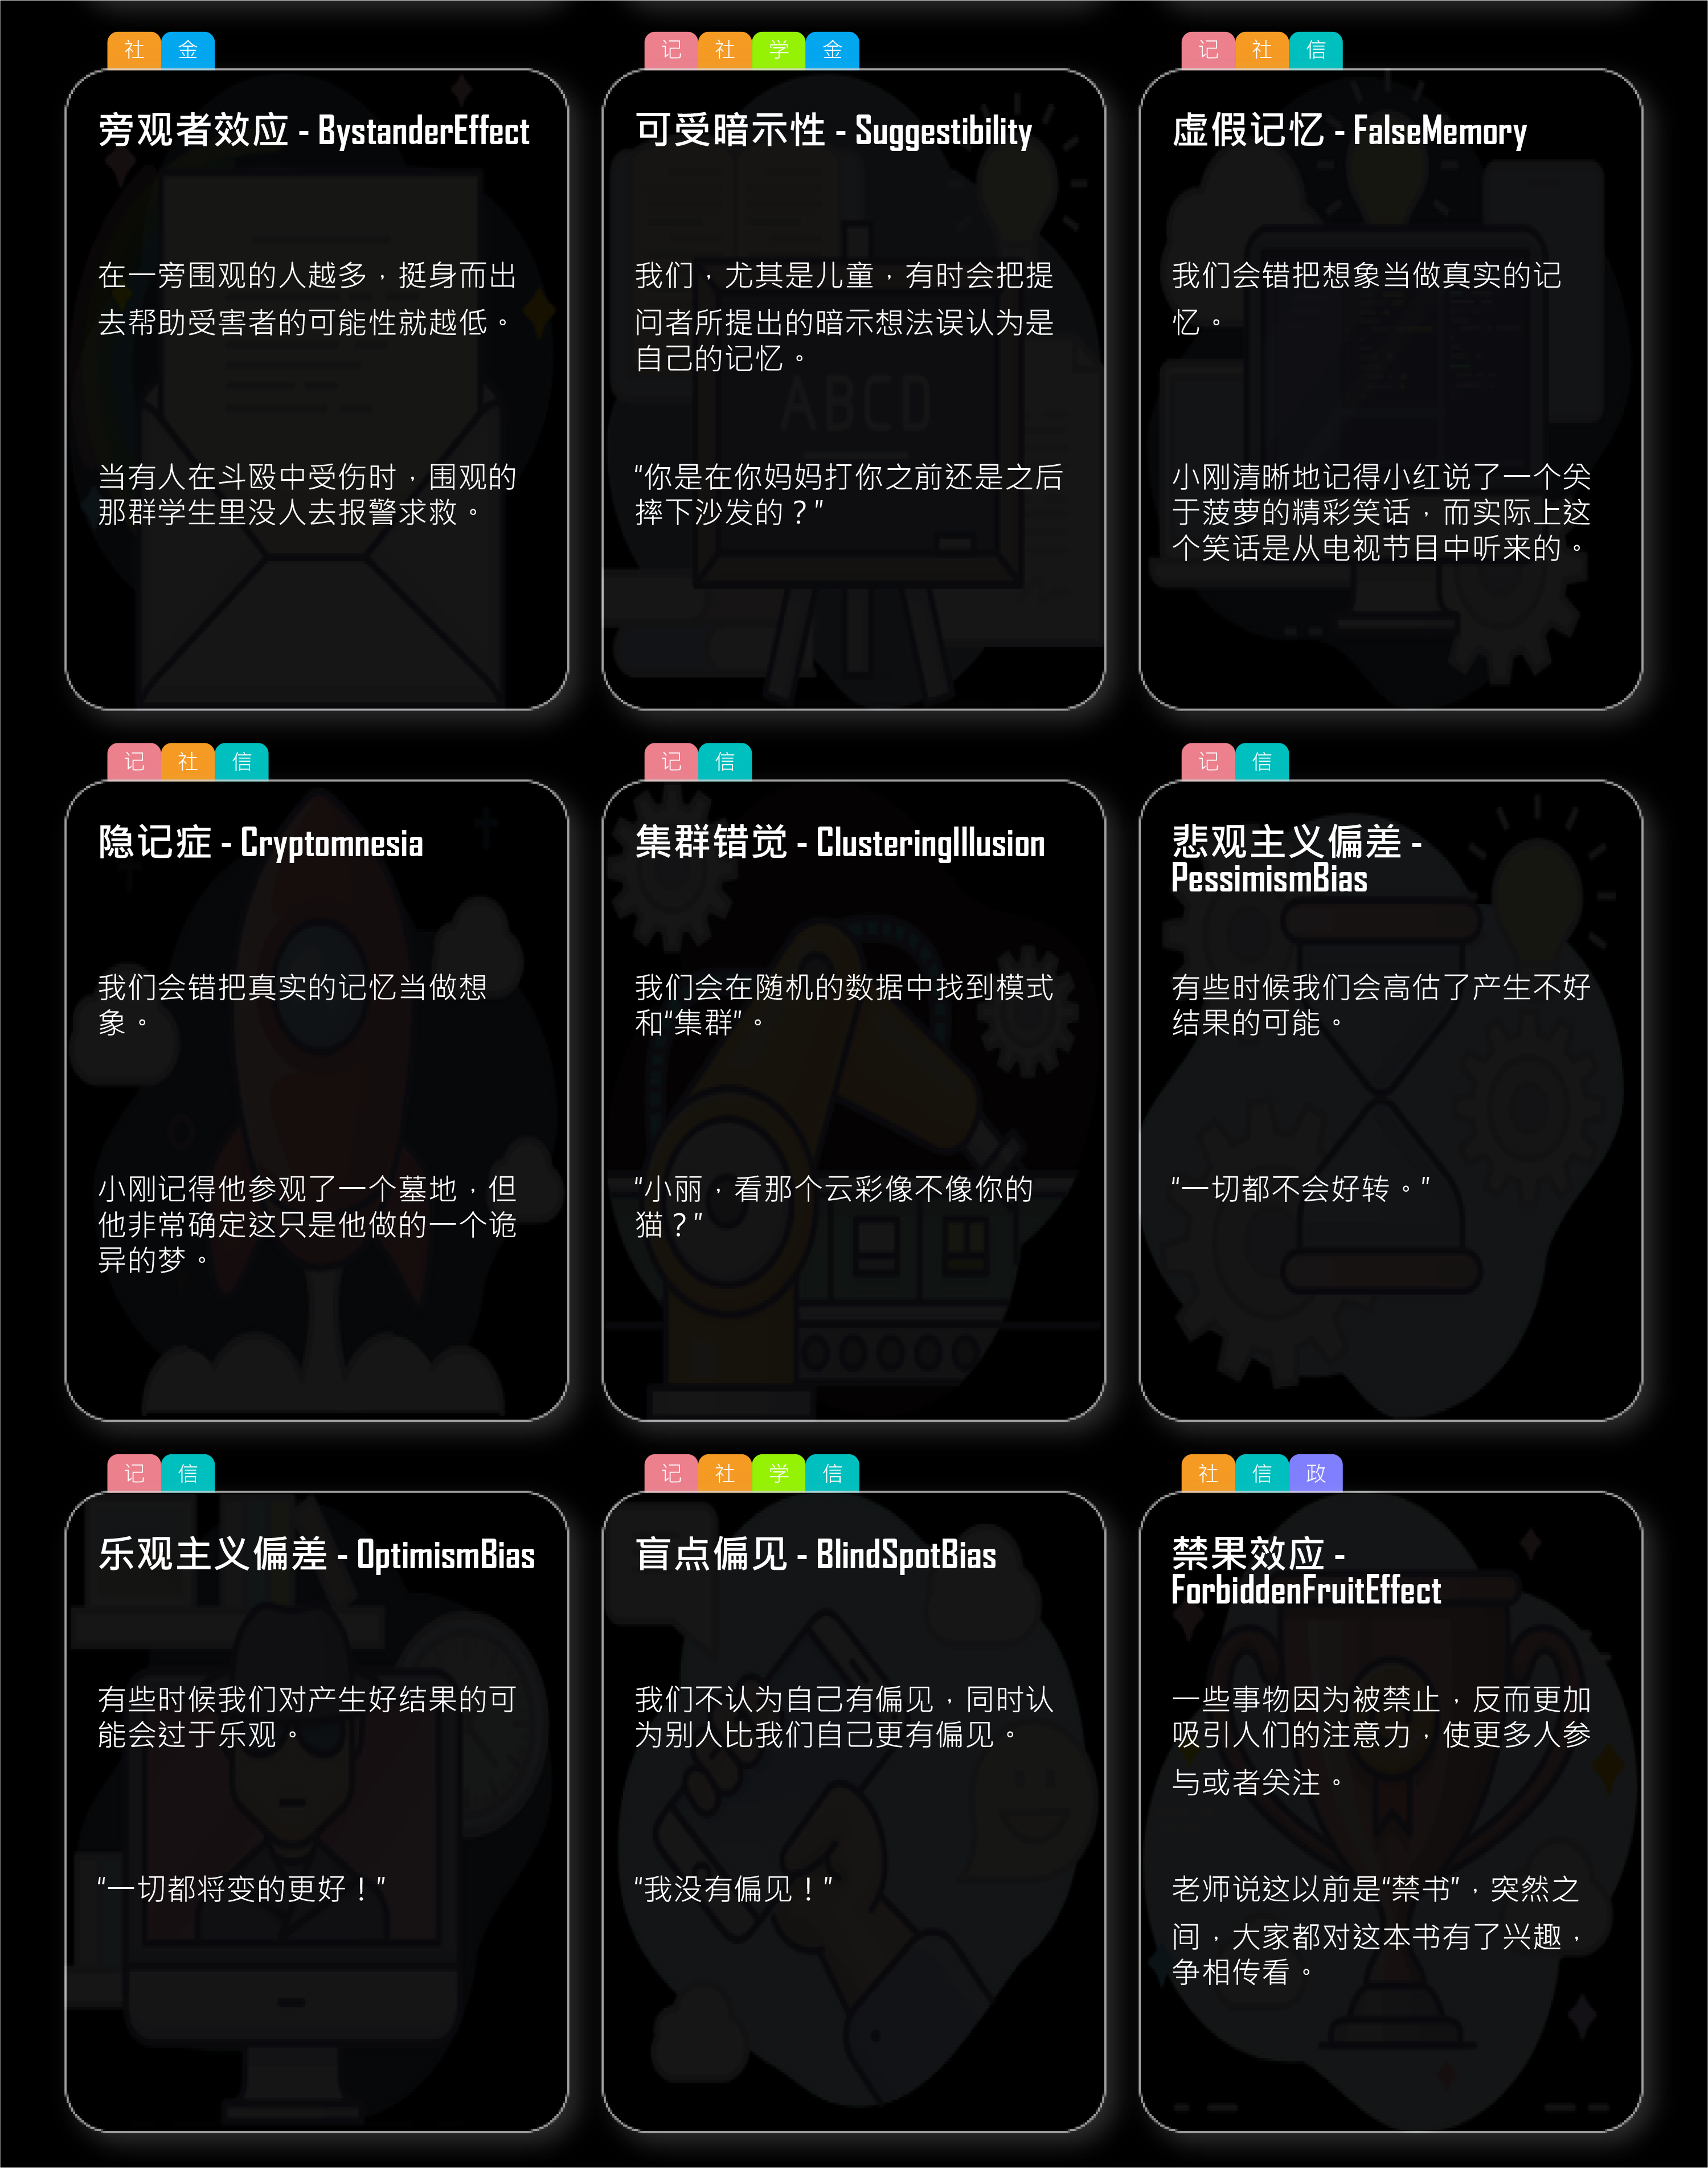 社 金
旁观者效应 - BystanderEffect
在一旁围观的人越多，挺身而出
去帮助受害者的可能性就越低。
当有人在斗殴中受伤时，围观的
那群学生里没人去报警求救。
记 社 学 金
可受暗示性 - Suggestibility
我们，尤其是儿童，有时会把提
问者所提出的暗示想法误认为是
自己的记忆。
“你是在你妈妈打你之前还是之后
摔下沙发的？”
ABCD
记 社 信
虚假记忆 - FalseMemory
我们会错把想象当做真实的记
忆。
小刚清晰地记得小红说了一个关
于菠萝的精彩笑话，而实际上这
个笑话是从电视节目中听来的。
记 社 信
隐记症 - Cryptomnesia
我们会错把真实的记忆当做想
象。
小刚记得他参观了一个墓地，但
他非常确定这只是他做的一个诡
异的梦。
记 信
集群错觉 - ClusteringIllusion
我们会在随机的数据中找到模式
和“集群”。
“小丽，看那个云彩像不像你的
猫？”
记 信
悲观主义偏差 -
PessimismBias
有些时候我们会高估了产生不好
结果的可能。
“一切都不会好转。”
记 信
乐观主义偏差 - OptimismBias
有些时候我们对产生好结果的可
能会过于乐观。
“一切都将变的更好！”
记 社 学 信
盲点偏见 - BlindSpotBias
我们不认为自己有偏见，同时认
为别人比我们自己更有偏见。
“我没有偏见！”
社 信 政
禁果效应 -
ForbiddenFruitEffect
一些事物因为被禁止，反而更加
吸引人们的注意力，使更多人参
与或者关注。
老师说这以前是“禁书”，突然之
间，大家都对这本书有了兴趣，
争相传看。